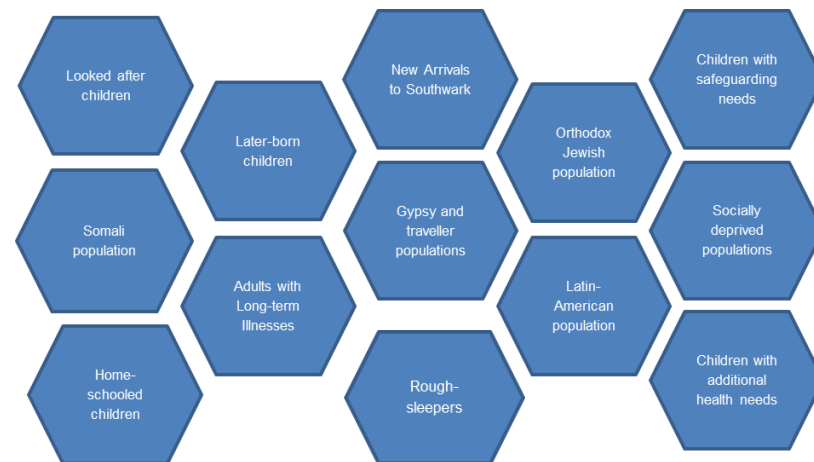 Looked after
children
Later-born
children
New Arrivals
to Southwark
Orthodox
Jewish
population
Children with
safeguarding
needs
Somali
population
Adults with
Long-term
Illnesses
Gypsy and
traveller
populations
Latin-
American
population
Socially
deprived
populations
Home-
schooled
children
Rough-
sleepers
Children with
additional
health needs